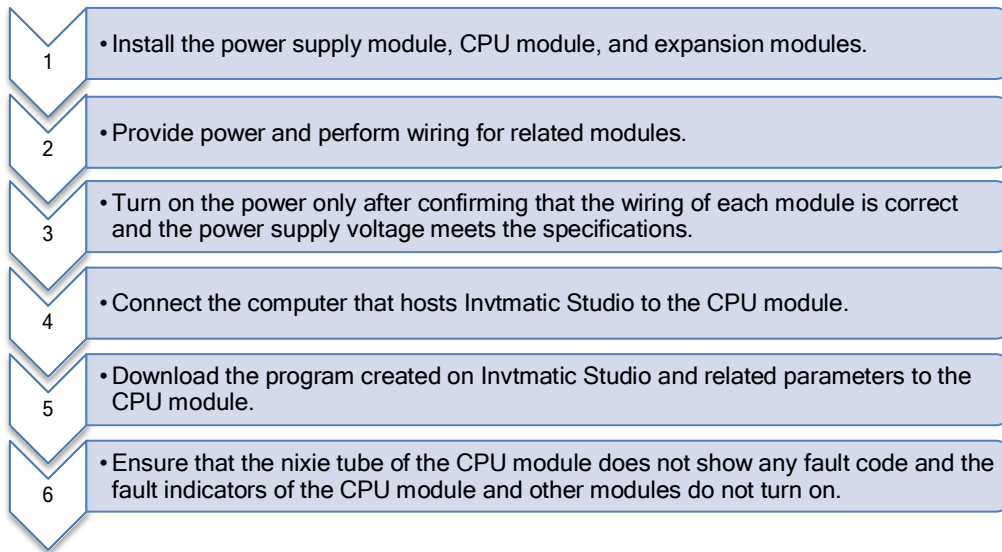 1
• Install the power supply module, CPU module, and expansion modules.
2
• Provide power and perform wiring for related modules.
3
• Turn on the power only after confirming that the wiring of each module is correct
and the power supply voltage meets the specifications.
4
• Connect the computer that hosts Invtmatic Studio to the CPU module.
5
• Download the program created on Invtmatic Studio and related parameters to the
CPU module.
6
• Ensure that the nixie tube of the CPU module does not show any fault code and the
fault indicators of the CPU module and other modules do not turn on.